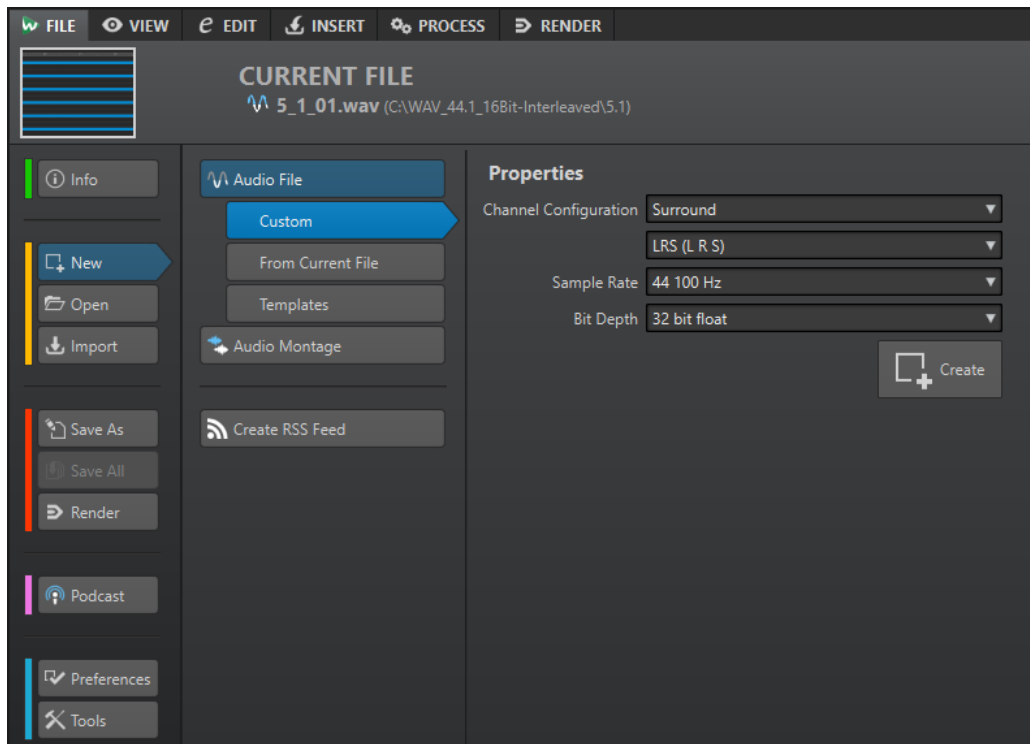 FILE VIEW EDIT INSERT PROCESS RENDER
CURRENT FILE
5_1_01.wav (C:\WAV_44.1_16Bit-Interleaved\5.1)
Info
New
Open
Import
Save As
Save All
Render
Podcast
Preferences
Tools
Audio File
Custom
From Current File
Templates
Audio Montage
Create RSS Feed
Properties
Channel Configuration Surround
LRS (L R S)
Sample Rate 44 100 Hz
Bit Depth 32 bit float
Create